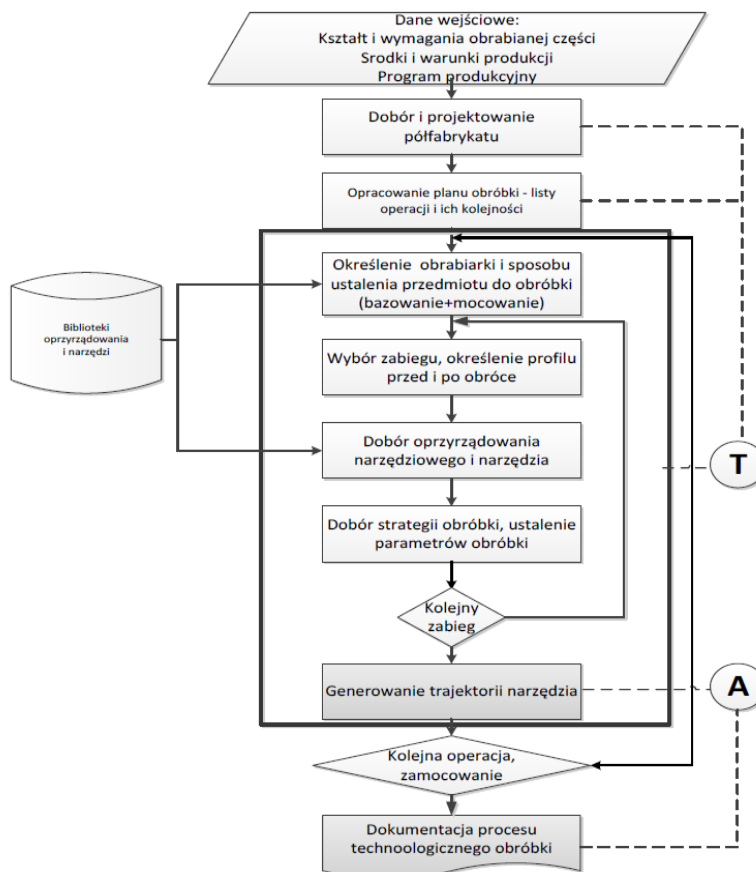 Dane wejściowe:
Kształt i wymagania obrabianej części
Srodki i warunki produkcji
Program produkcyjny
Dobór i projektowanie
półfabrykatu
Opracowanie planu obróbki - listy
operacji i ich kolejności
Określenie obrabiarki i sposobu
ustalenia przedmiotu do obróbki
(bazowanie+mocowanie)
Biblioteki
oprzyrządowania
i narzędzi
Wybór zabiegu, określenie profilu
przed i po obróce
Dobór oprzyrządowania
narzędziowego i narzędzia
T
Dobór strategii obróbki, ustalenie
parametrów obróbki
Kolejny
zabieg
Generowanie trajektorii narzędzia
A
Kolejna operacja,
zamocowanie
Dokumentacja procesu
technoologicznego obróbki